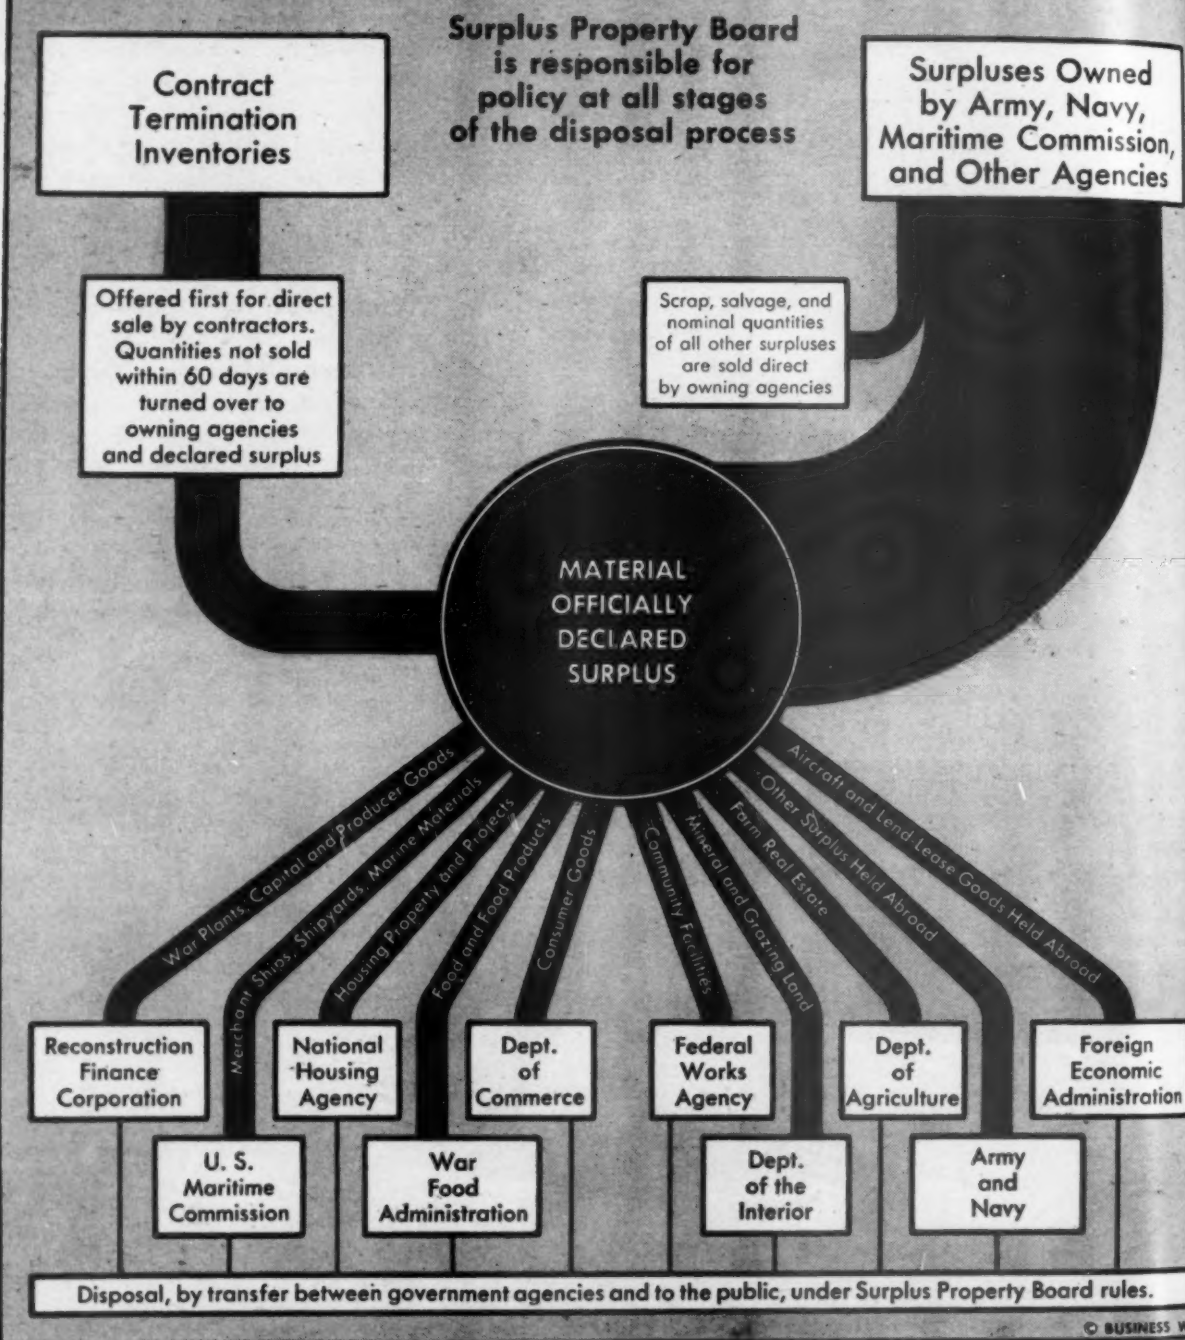 Surplus Property Board
is responsible for
policy at all stages
of the disposal process
Contract
Termination
Inventories
Surpluses Owned
by Army, Navy,
Maritime Commission,
and Other Agencies
Offered first for direct
sale by contractors.
Quantities not sold
within 60 days are
turned over to
owning agencies
and declared surplus
Scrap, salvage, and
nominal quantities
of all other surpluses
are sold direct
by owning agencies
MATERIAL
OFFICIALLY
DECLARED
SURPLUS
War Plants, Capital and Producer Goods
Merchant Ships, Shipyards, Marine Materials
Housing Property and Projects
Food and Food Products
Consumer Goods
Community Facilities
Mineral and Grazing Land
Farm Real Estate
Other Surplus Held Abroad
Aircraft and Lend-Lease Goods Held Abroad
Reconstruction
Finance
Corporation
National
Housing
Agency
Dept.
of
Commerce
Federal
Works
Agency
Dept.
of
Agriculture
Foreign
Economic
Administration
U. S.
Maritime
Commission
War
Food
Administration
Dept.
of the
Interior
Army
and
Navy
Disposal, by transfer between government agencies and to the public, under Surplus Property Board rules.
© BUSINESS W